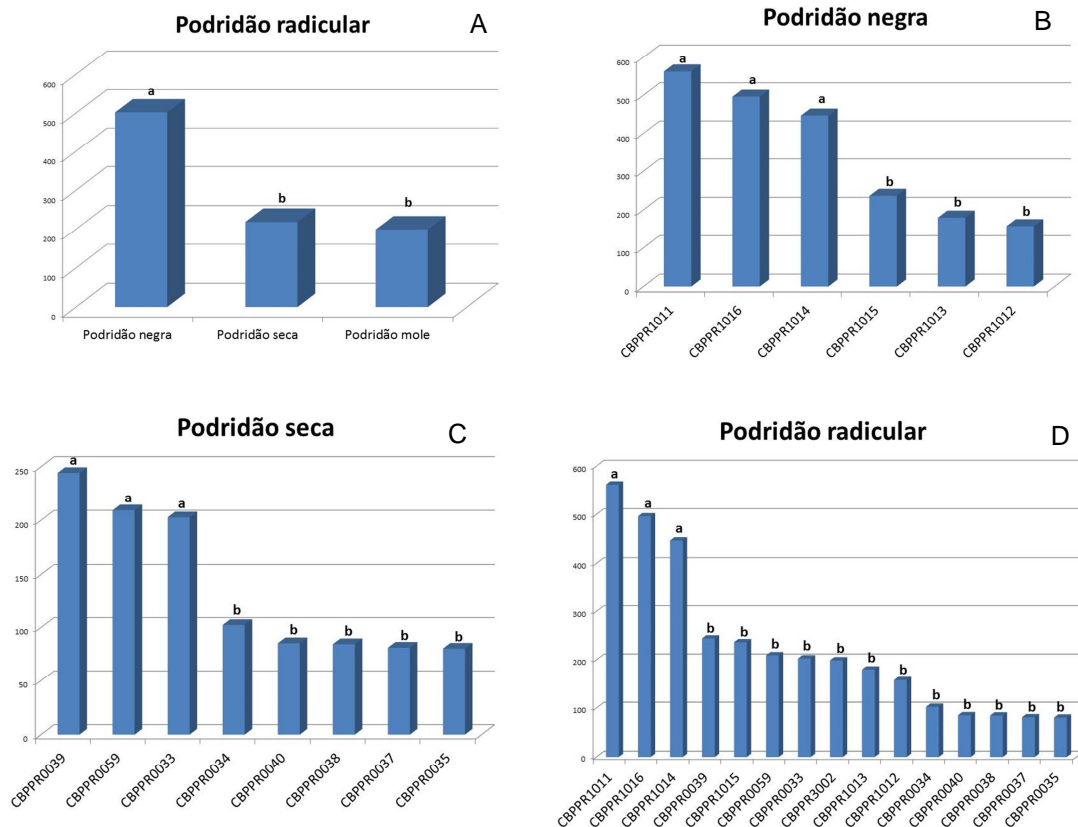 Podridão radicular A
600
500
400
300
200
100
0
a
b
b
Podridão negra Podridão seca Podridão mole
Podridão negra B
600
500
400
300
200
100
0
a
a
a
b
b
b
CBPPR1011 CBPPR1016 CBPPR1014 CBPPR1015 CBPPR1013 CBPPR1012
Podridão seca C
250
200
150
100
50
0
a
a
a
b
b
b
b
b
CBPPR0039 CBPPR0059 CBPPR0033 CBPPR0034 CBPPR0040 CBPPR0038 CBPPR0037 CBPPR0035
Podridão radicular D
600
500
400
300
200
100
0
a
a
a
b
b
b
b
b
b
b
b
b
b
b
b
CBPPR1011 CBPPR1016 CBPPR1014 CBPPR0039 CBPPR1015 CBPPR0059 CBPPR0033 CBPPR3002 CBPPR1013 CBPPR1012 CBPPR0034 CBPPR0040 CBPPR0038 CBPPR0037 CBPPR0035